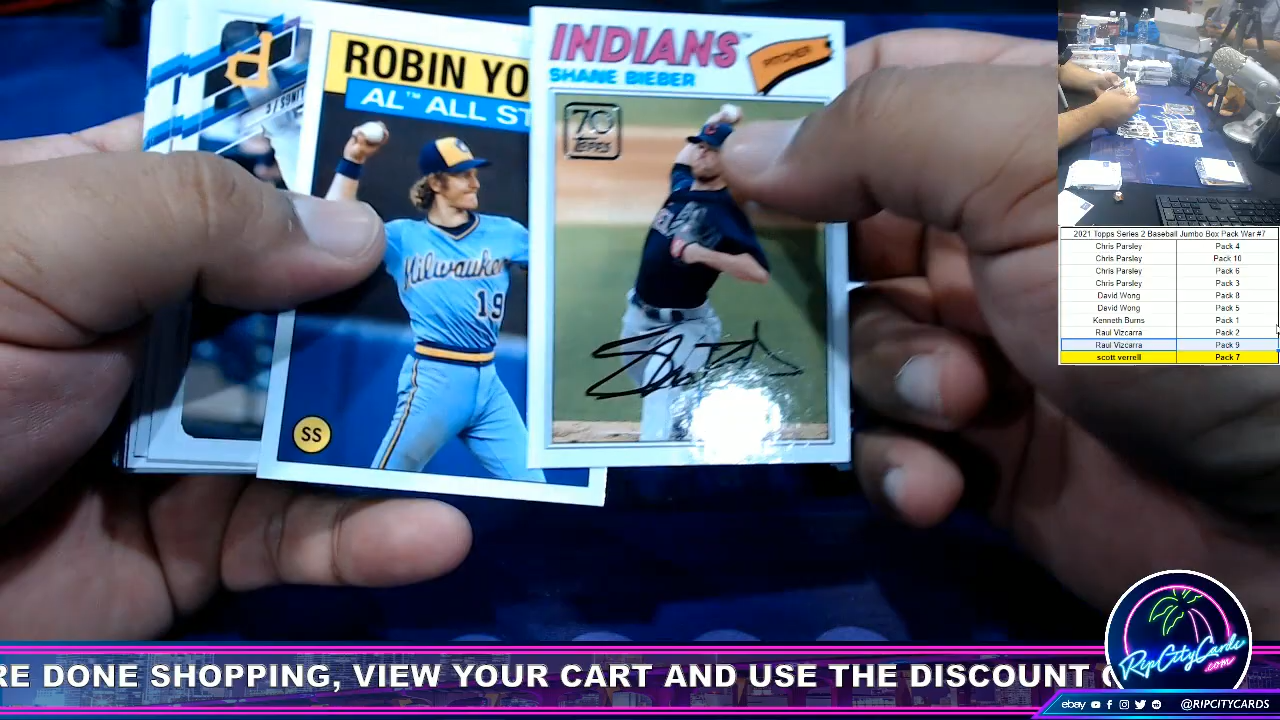 ROBIN YO
AL™ ALL ST
Milwaukee
19
SS
INDIANS™
SHANE BIEBER
PITCHER
70
TOPPS
2021 Topps Series 2 Baseball Jumbo Box Pack War #7
Chris Parsley Pack 4
Chris Parsley Pack 10
Chris Parsley Pack 6
Chris Parsley Pack 3
David Wong Pack 8
David Wong Pack 5
Kenneth Burns Pack 1
Raul Vizcarra Pack 2
Raul Vizcarra Pack 9
scott verrell Pack 7
RE DONE SHOPPING, VIEW YOUR CART AND USE THE DISCOUNT
RipCityCards
.com
ebay @RIPCITYCARDS